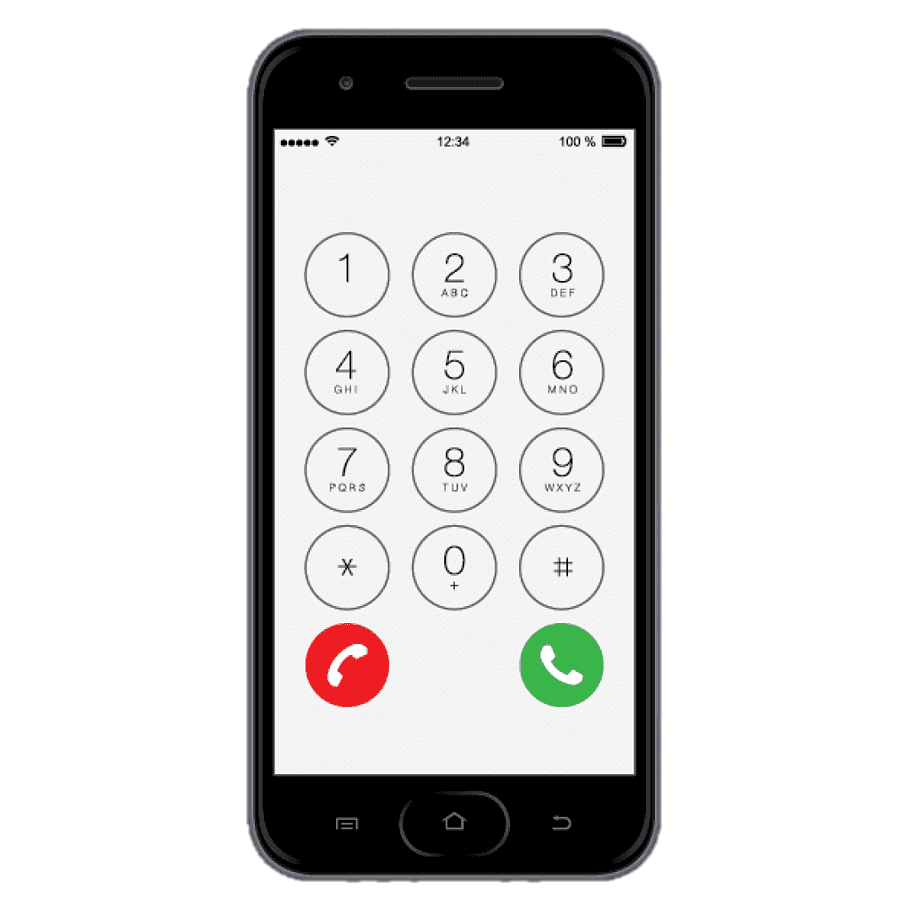 12:34 100 %
1 2 3
ABC DEF
4 5 6
GHI JKL MNO
7 8 9
PQRS TUV WXYZ
* 0 #
+